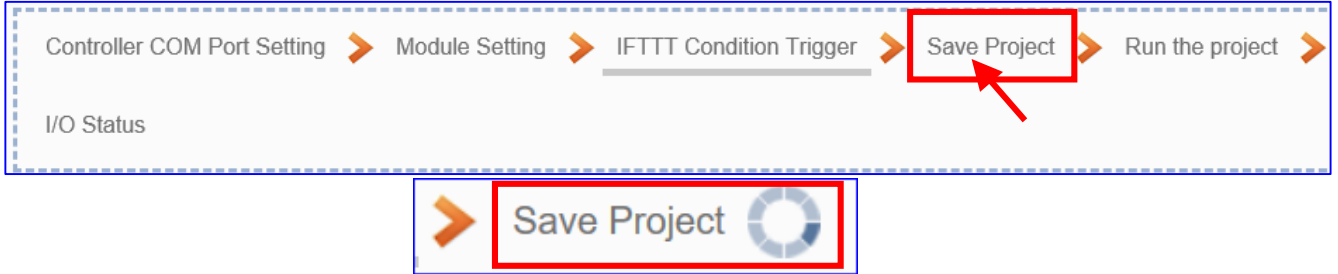 Controller COM Port Setting Module Setting IFTTT Condition Trigger Save Project Run the project
I/O Status
Save Project